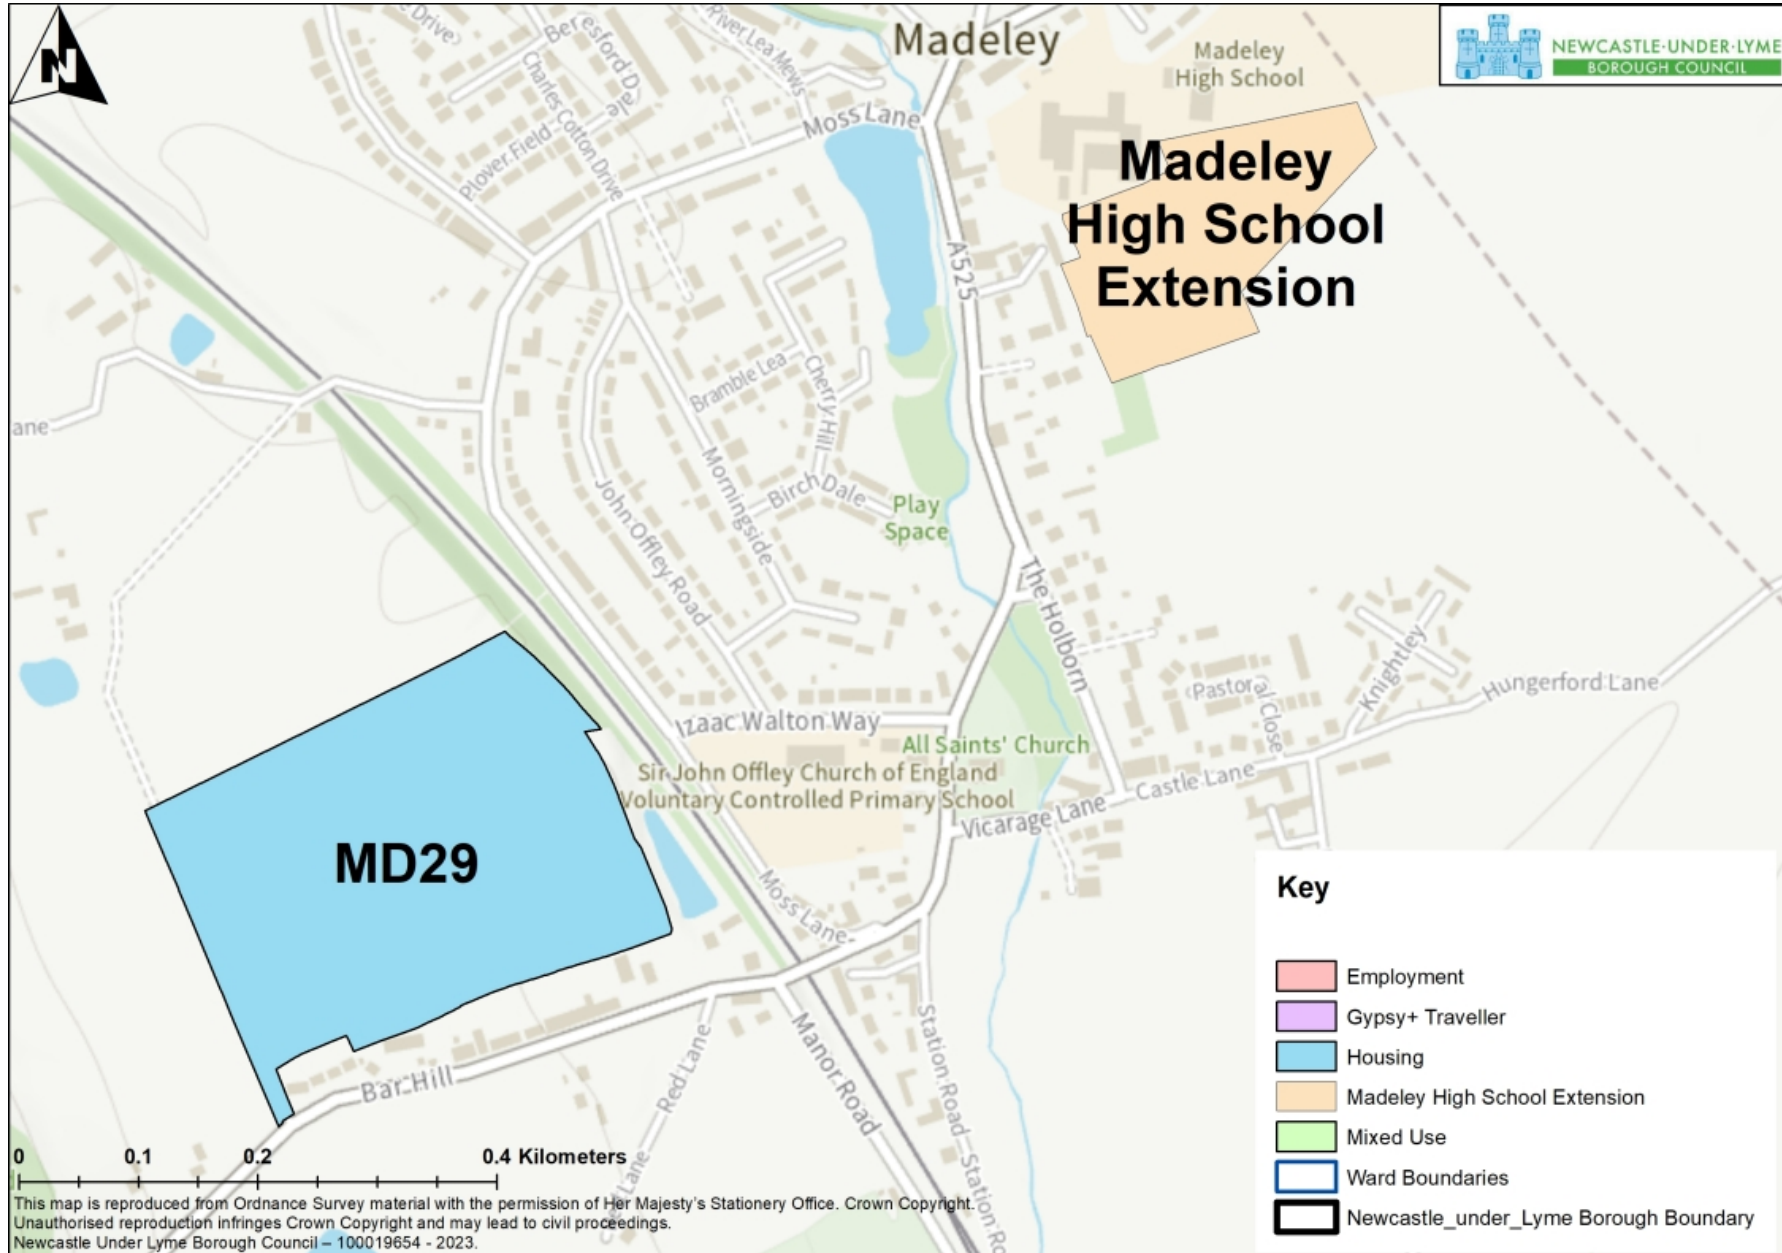 N
Madeley
Madeley
High School
NEWCASTLE·UNDER·LYME
BOROUGH COUNCIL
Drive
Beresford Dale
River Lea Mews
Charles Cotton Drive
Plover Field
Moss Lane
A525
Madeley
High School
Extension
ane
Bramble Lea
Cherry Hill
Morningside
Birch Dale
John Offley Road
Play
Space
The Holborn
Knightley
Pastoral Close
Hungerford Lane
Izaac Walton Way
All Saints' Church
Sir John Offley Church of England
Voluntary Controlled Primary School
Castle Lane
Vicarage Lane
MD29
Moss Lane
Bar Hill
Red Lane
Manor Road
Station Road
Station Ro
Lane
Key
Employment
Gypsy+ Traveller
Housing
Madeley High School Extension
Mixed Use
Ward Boundaries
Newcastle_under_Lyme Borough Boundary
0 0.1 0.2 0.4 Kilometers
This map is reproduced from Ordnance Survey material with the permission of Her Majesty's Stationery Office. Crown Copyright.
Unauthorised reproduction infringes Crown Copyright and may lead to civil proceedings.
Newcastle Under Lyme Borough Council – 100019654 - 2023.